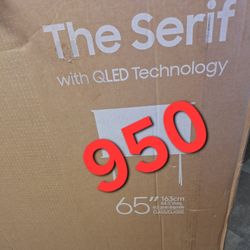 The Serif
with QLED Technology
950
65" 163cm